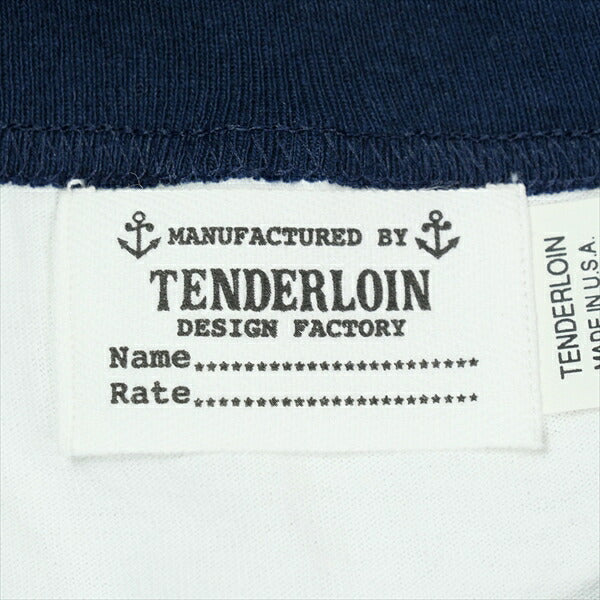 MANUFACTURED BY
TENDERLOIN
DESIGN FACTORY
Name
Rate
TENDERLOIN
MADE IN U.S.A.